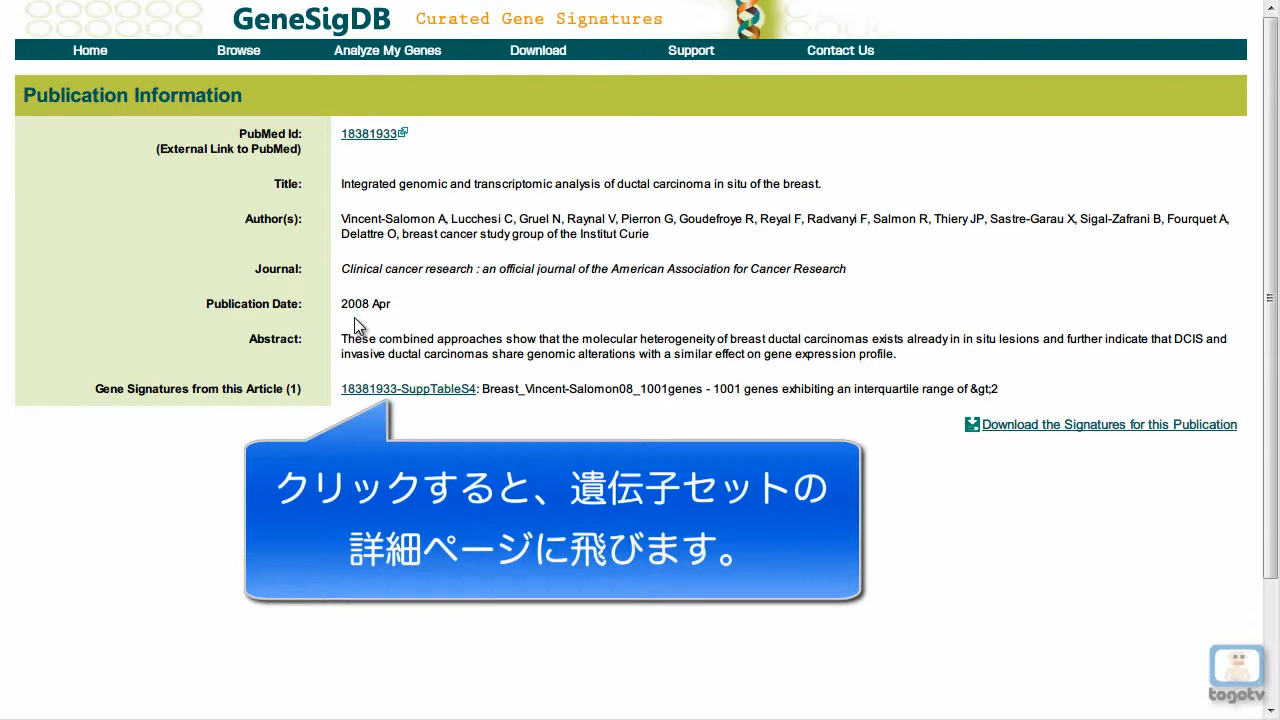 GeneSigDB Curated Gene Signatures
Home Browse Analyze My Genes Download Support Contact Us
Publication Information
PubMed Id: 18381933
(External Link to PubMed)
Title: Integrated genomic and transcriptomic analysis of ductal carcinoma in situ of the breast.
Author(s): Vincent-Salomon A, Lucchesi C, Gruel N, Raynal V, Pierron G, Goudefroye R, Reyal F, Radvanyi F, Salmon R, Thiery JP, Sastre-Garau X, Sigal-Zafrani B, Fourquet A,
Delattre O, breast cancer study group of the Institut Curie
Journal: Clinical cancer research : an official journal of the American Association for Cancer Research
Publication Date: 2008 Apr
Abstract: These combined approaches show that the molecular heterogeneity of breast ductal carcinomas exists already in in situ lesions and further indicate that DCIS and
invasive ductal carcinomas share genomic alterations with a similar effect on gene expression profile.
Gene Signatures from this Article (1) 18381933-SuppTableS4: Breast_Vincent-Salomon08_1001genes - 1001 genes exhibiting an interquartile range of &gt;2
Download the Signatures for this Publication
クリックすると、遺伝子セットの
詳細ページに飛びます。
togotv